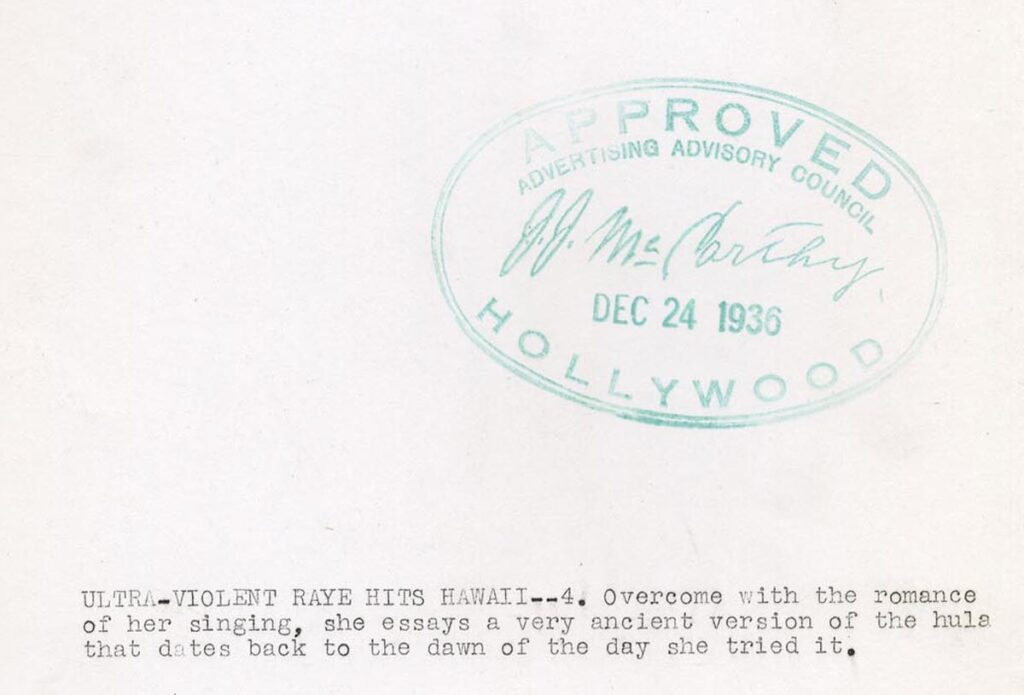 APPROVED
ADVERTISING ADVISORY COUNCIL
J.J. McCarthy.
DEC 24 1936
HOLLYWOOD
ULTRA-VIOLENT RAYE HITS HAWAII--4. Overcome with the romance
of her singing, she essays a very ancient version of the hula
that dates back to the dawn of the day she tried it.